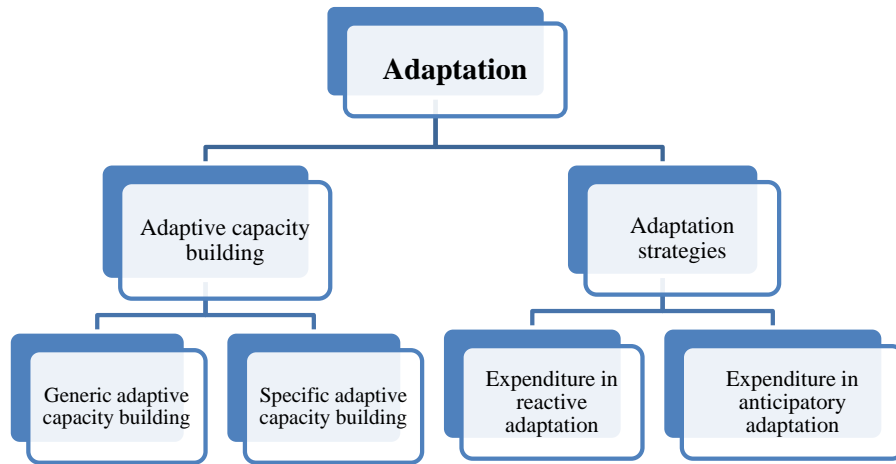 Adaptation
Adaptive capacity
building
Adaptation
strategies
Generic adaptive
capacity building
Specific adaptive
capacity building
Expenditure in
reactive
adaptation
Expenditure in
anticipatory
adaptation